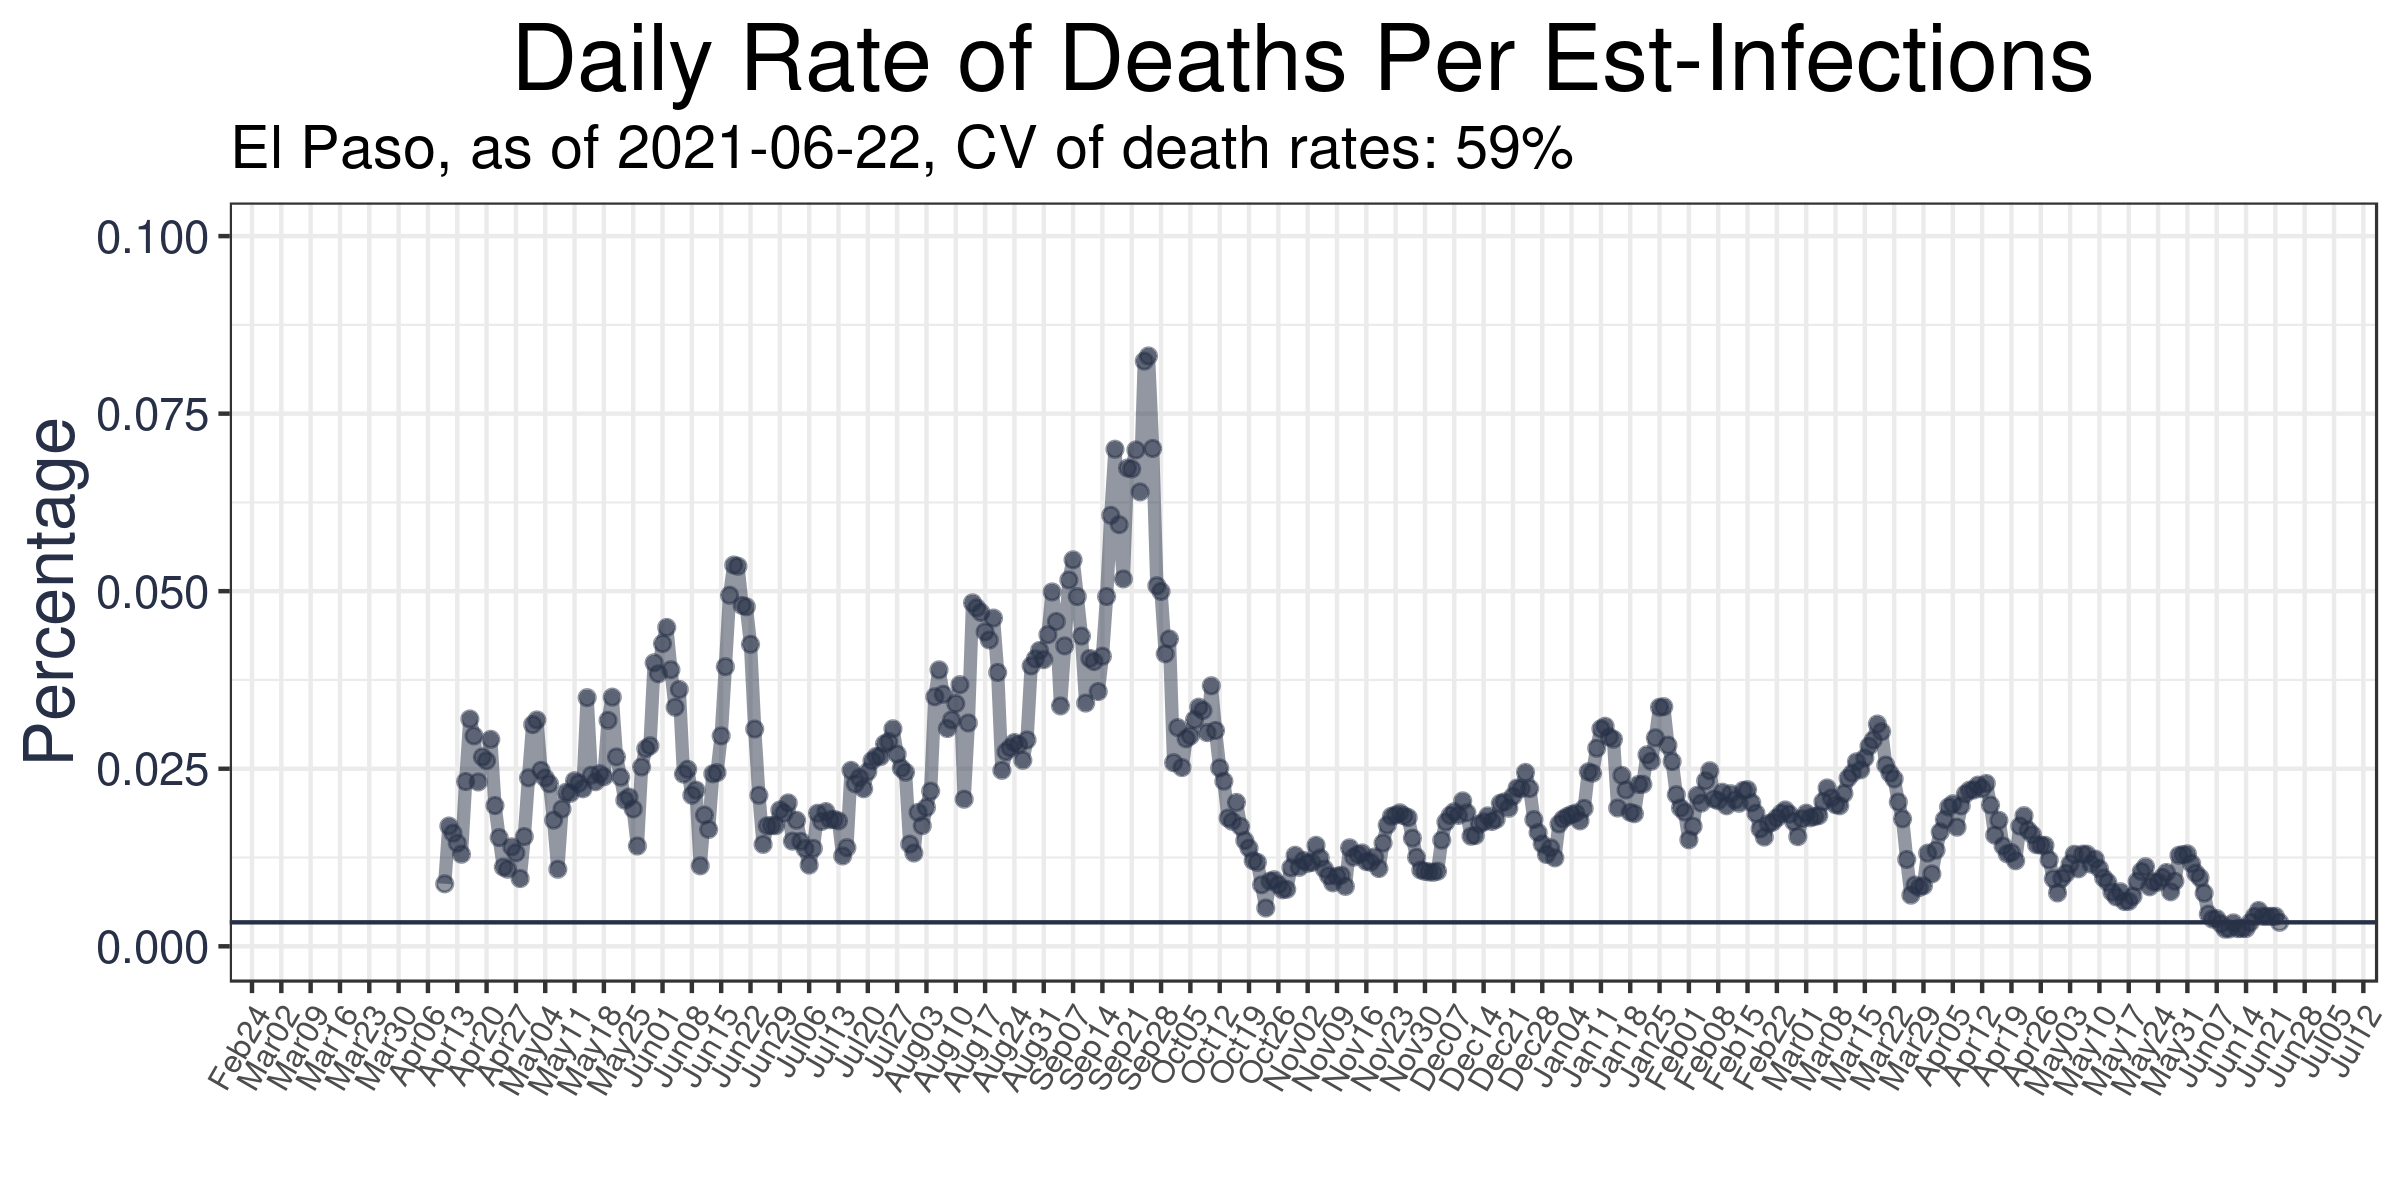 Daily Rate of Deaths Per Est-Infections
El Paso, as of 2021-06-22, CV of death rates: 59%
Percentage
0.100
0.075
0.050
0.025
0.000
Feb24
Mar02
Mar09
Mar16
Mar23
Mar30
Apr06
Apr13
Apr20
Apr27
May04
May11
May18
May25
Jun01
Jun08
Jun15
Jun22
Jun29
Jul06
Jul13
Jul20
Jul27
Aug03
Aug10
Aug17
Aug24
Aug31
Sep07
Sep14
Sep21
Sep28
Oct05
Oct12
Oct19
Oct26
Nov02
Nov09
Nov16
Nov23
Nov30
Dec07
Dec14
Dec21
Dec28
Jan04
Jan11
Jan18
Jan25
Feb01
Feb08
Feb15
Feb22
Mar01
Mar08
Mar15
Mar22
Mar29
Apr05
Apr12
Apr19
Apr26
May03
May10
May17
May24
May31
Jun07
Jun14
Jun21
Jun28
Jul05
Jul12